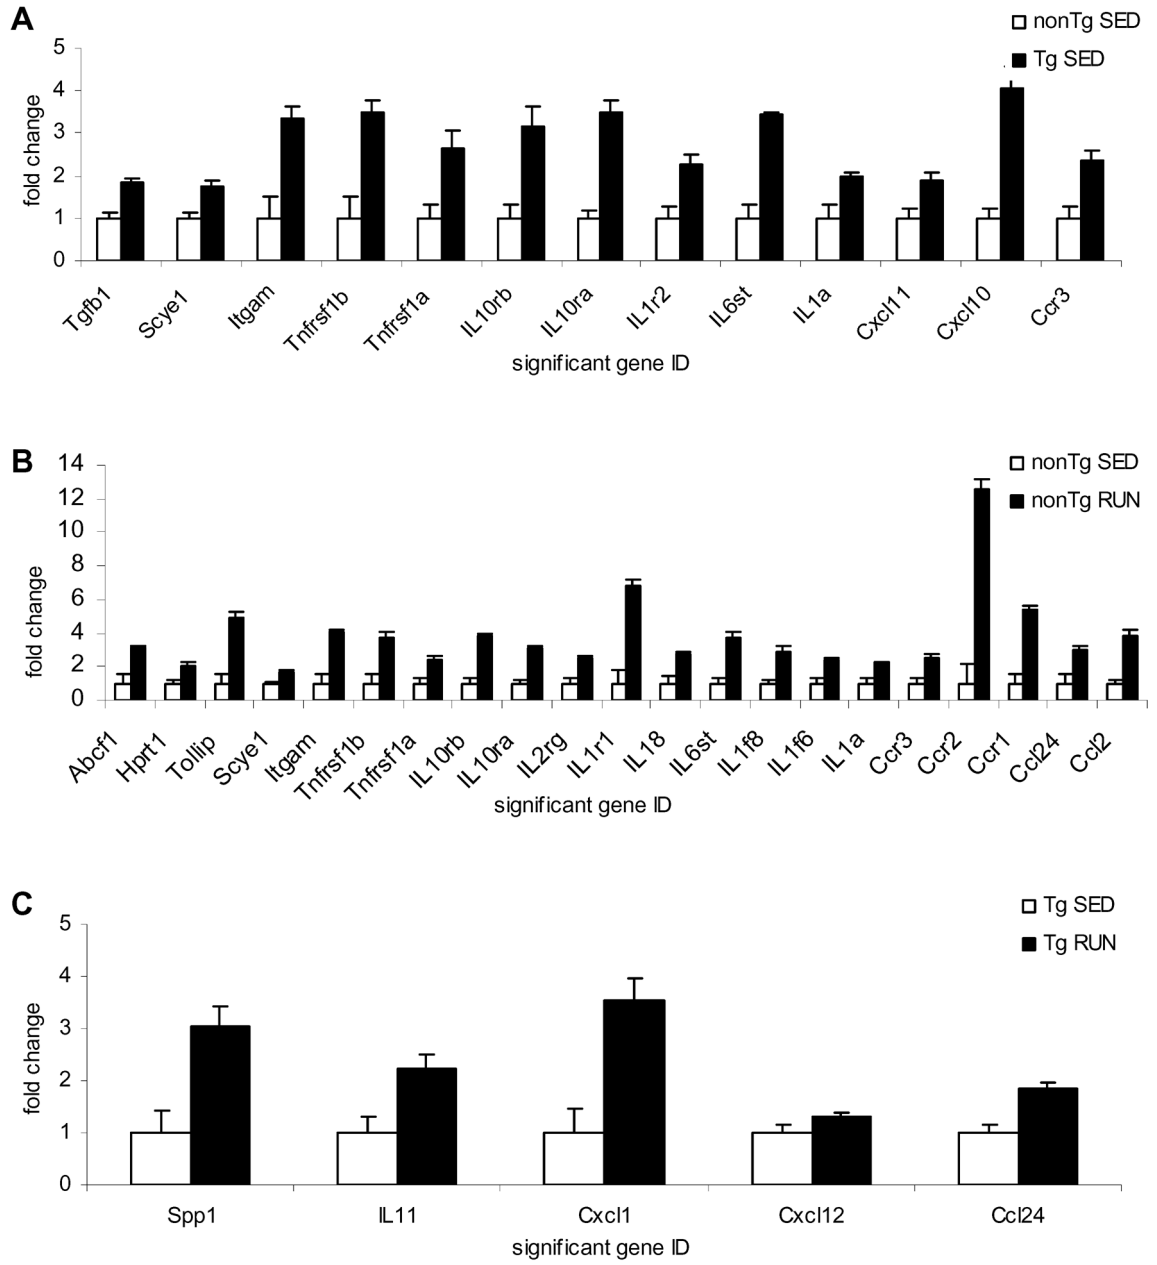 A
nonTg SED
Tg SED
fold change
5
4
3
2
1
0
Tgfb1 Scye1 Itgam Tnfrsf1b Tnfrsf1a IL10rb IL10ra IL1r2 IL6st IL1a Cxcl11 Cxcl10 Ccr3
significant gene ID
B
nonTg SED
nonTg RUN
fold change
14
12
10
8
6
4
2
0
Abcf1 Hprt1 Tollip Scye1 Itgam Tnfrsf1b Tnfrsf1a IL10rb IL10ra IL2rg IL1r1 IL18 IL6st IL1f8 IL1f6 IL1a Ccr3 Ccr2 Ccr1 Ccl24 Ccl2
significant gene ID
C
Tg SED
Tg RUN
fold change
5
4
3
2
1
0
Spp1 IL11 Cxcl1 Cxcl12 Ccl24
significant gene ID